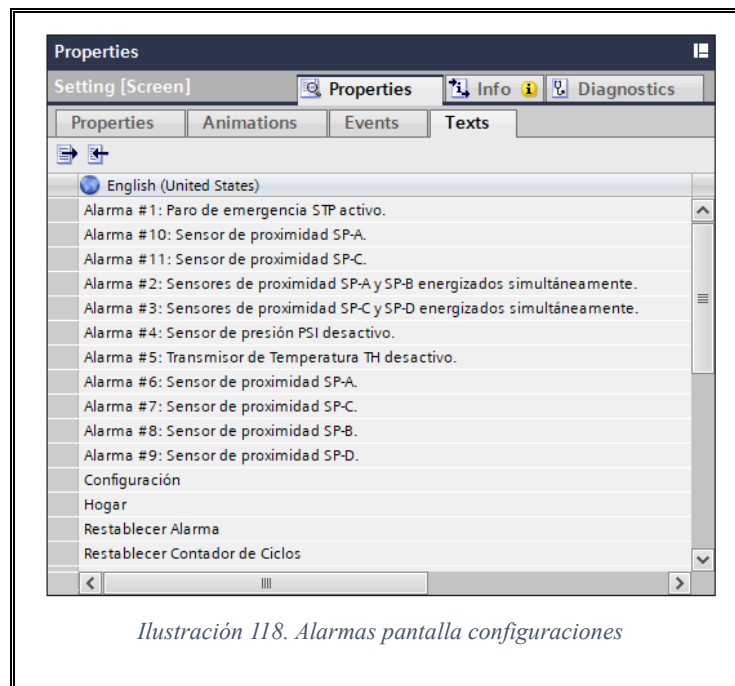 Properties
Setting [Screen]
Properties
Info
Diagnostics
Properties
Animations
Events
Texts
English (United States)
Alarma #1: Paro de emergencia STP activo.
Alarma #10: Sensor de proximidad SP-A.
Alarma #11: Sensor de proximidad SP-C.
Alarma #2: Sensores de proximidad SP-A y SP-B energizados simultáneamente.
Alarma #3: Sensores de proximidad SP-C y SP-D energizados simultáneamente.
Alarma #4: Sensor de presión PSI desactivo.
Alarma #5: Transmisor de Temperatura TH desactivo.
Alarma #6: Sensor de proximidad SP-A.
Alarma #7: Sensor de proximidad SP-C.
Alarma #8: Sensor de proximidad SP-B.
Alarma #9: Sensor de proximidad SP-D.
Configuración
Hogar
Restablecer Alarma
Restablecer Contador de Ciclos
Ilustración 118. Alarmas pantalla configuraciones